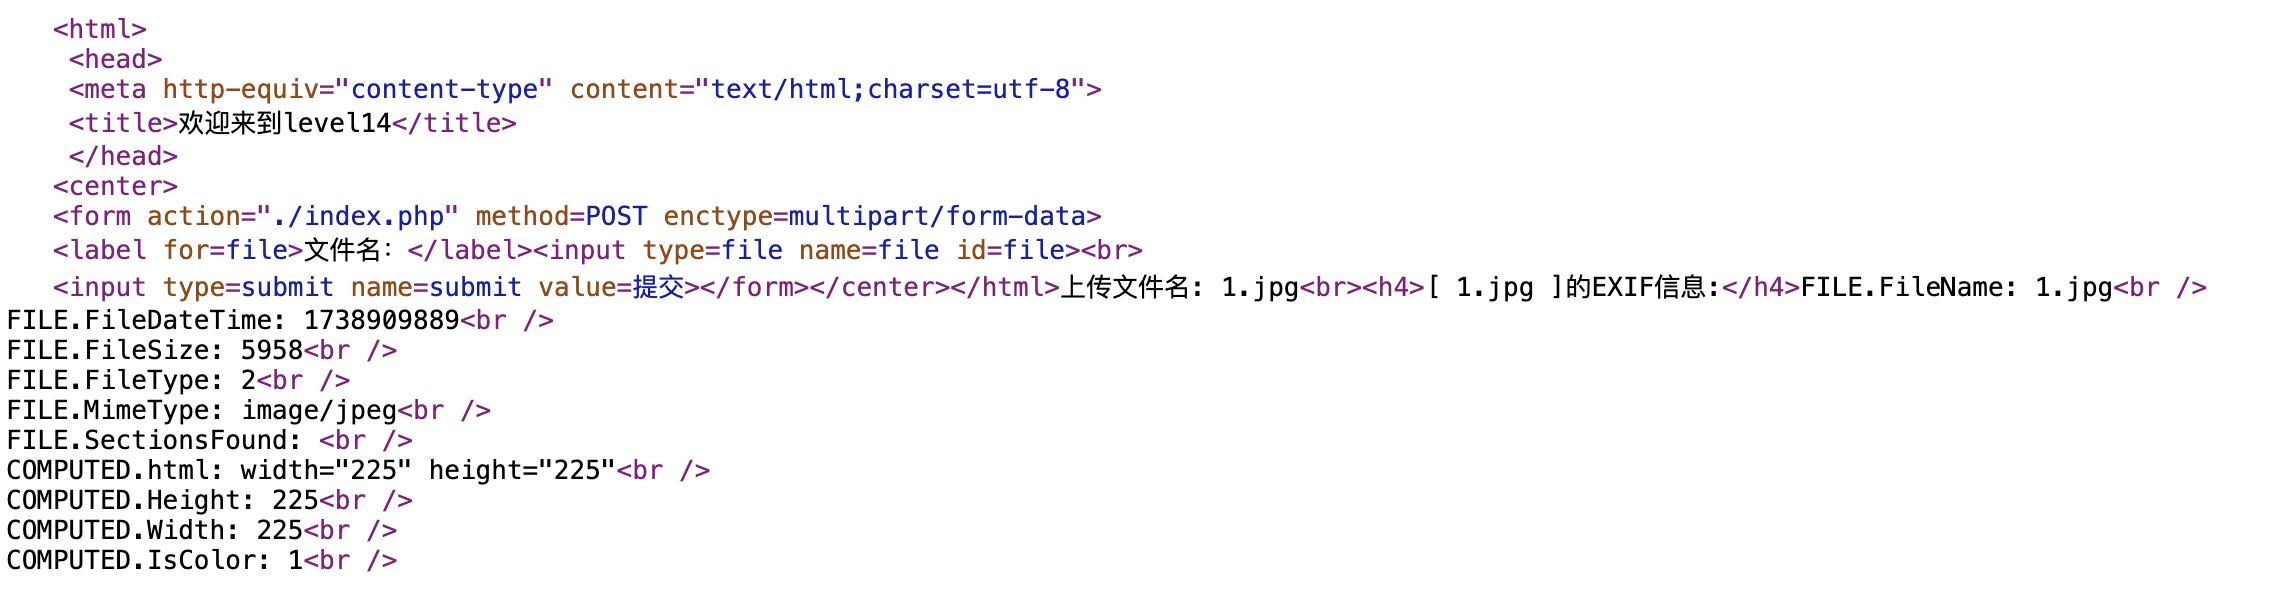 <html>
<head>
<meta http-equiv="content-type" content="text/html;charset=utf-8">
<title>欢迎来到level14</title>
</head>
<center>
<form action="./index.php" method=POST enctype=multipart/form-data>
<label for=file>文件名：</label><input type=file name=file id=file><br>
<input type=submit name=submit value=提交></form></center></html>上传文件名: 1.jpg<br><h4>[ 1.jpg ]的EXIF信息:</h4>FILE.FileName: 1.jpg<br />
FILE.FileDateTime: 1738909889<br />
FILE.FileSize: 5958<br />
FILE.FileType: 2<br />
FILE.MimeType: image/jpeg<br />
FILE.SectionsFound: <br />
COMPUTED.html: width="225" height="225"<br />
COMPUTED.Height: 225<br />
COMPUTED.Width: 225<br />
COMPUTED.IsColor: 1<br />